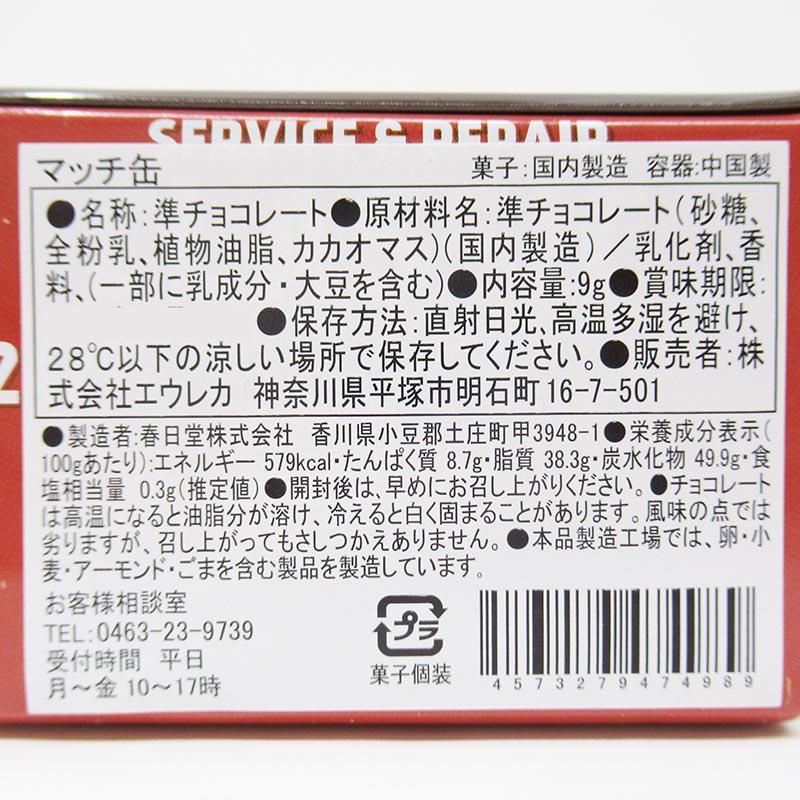 SERVICE & REPAIR
マッチ缶 菓子:国内製造 容器:中国製
●名称:準チョコレート●原材料名:準チョコレート(砂糖、
全粉乳、植物油脂、カカオマス)(国内製造)／乳化剤、香
料、(一部に乳成分・大豆を含む)●内容量:9g●賞味期限:
●保存方法:直射日光、高温多湿を避け、
28℃以下の涼しい場所で保存してください。●販売者:株
式会社エウレカ 神奈川県平塚市明石町16-7-501
●製造者:春日堂株式会社 香川県小豆郡土庄町甲3948-1●栄養成分表示(
100gあたり):エネルギー 579kcal・たんぱく質 8.7g・脂質 38.3g・炭水化物 49.9g・食
塩相当量 0.3g(推定値)●開封後は、早めにお召し上がりください。●チョコレート
は高温になると油脂分が溶け、冷えると白く固まることがあります。風味の点では
劣りますが、召し上がってもさしつかえありません。●本品製造工場では、卵・小
麦・アーモンド・ごまを含む製品を製造しています。
お客様相談室
TEL:0463-23-9739
受付時間 平日
月～金 10～17時
プラ
菓子個装
4573279474989